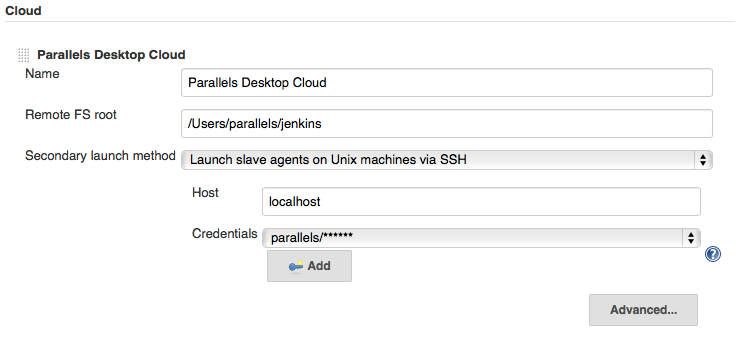 Cloud
Parallels Desktop Cloud
Name
Parallels Desktop Cloud
Remote FS root
/Users/parallels/jenkins
Secondary launch method
Launch slave agents on Unix machines via SSH
Host
localhost
Credentials
parallels/******
?
Add
Advanced...